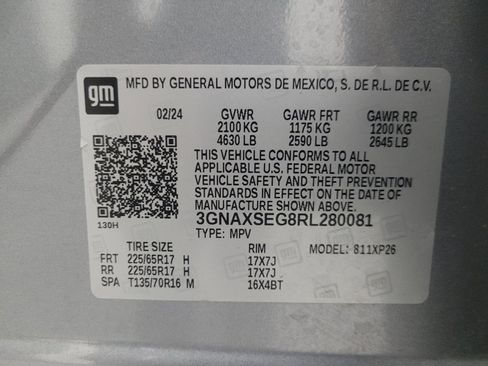 gm
MFD BY GENERAL MOTORS DE MEXICO, S. DE R.L. DE C.V.
02/24 GVWR GAWR FRT GAWR RR
2100 KG 1175 KG 1200 KG
4630 LB 2590 LB 2645 LB
THIS VEHICLE CONFORMS TO ALL
APPLICABLE U.S. FEDERAL MOTOR
VEHICLE SAFETY AND THEFT PREVENTION
STANDARDS IN EFFECT ON THE DATE OF
MANUFACTURE SHOWN ABOVE.
3GNAXSEG8RL280081
130H
TYPE: MPV
TIRE SIZE RIM MODEL: 811XP26
FRT 225/65R17 H 17X7J
RR 225/65R17 H 17X7J
SPA T135/70R16 M 16X4BT